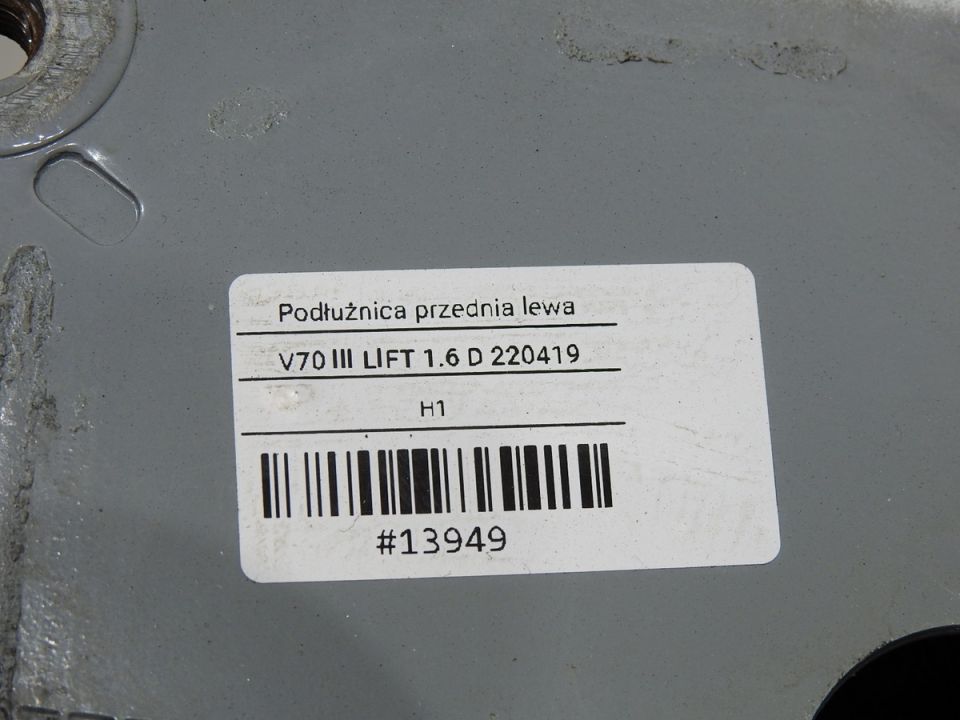 Podłużnica przednia lewa
V70 III LIFT 1.6 D 220419
H1
#13949